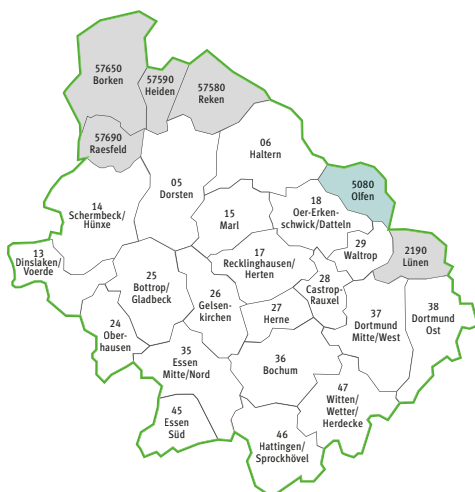 57650
Borken
57590
Heiden
57580
Reken
57690
Raesfeld
06
Haltern
05
Dorsten
5080
Olfen
14
Schermbeck/
Hünxe
15
Marl
18
Oer-Erken-
schwick/Datteln
29
Waltrop
2190
Lünen
13
Dinslaken/
Voerde
25
Bottrop/
Gladbeck
17
Recklinghausen/
Herten
26
Gelsen-
kirchen
28
Castrop-
Rauxel
27
Herne
24
Ober-
hausen
37
Dortmund
Mitte/West
38
Dortmund
Ost
35
Essen
Mitte/Nord
36
Bochum
47
Witten/
Wetter/
Herdecke
45
Essen
Süd
46
Hattingen/
Sprockhövel